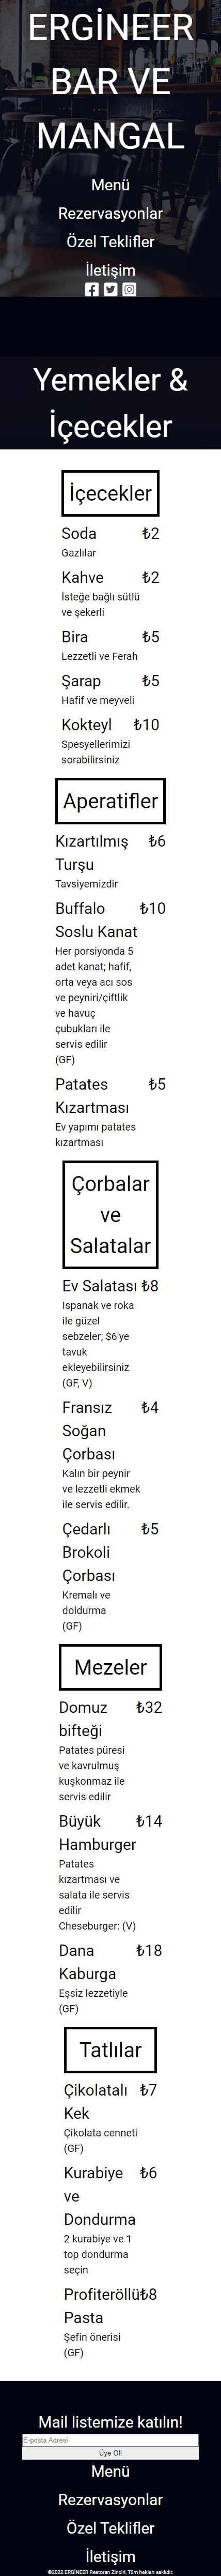 ERGİNEER
BAR VE
MANGAL
Menü
Rezervasyonlar
Özel Teklifler
İletişim
Yemekler &
İçecekler
İçecekler
Soda ₺2
Gazlılar
Kahve ₺2
İsteğe bağlı sütlü
ve şekerli
Bira ₺5
Lezzetli ve Ferah
Şarap ₺5
Hafif ve meyveli
Kokteyl ₺10
Spesyellerimizi
sorabilirsiniz
Aperatifler
Kızartılmış ₺6
Turşu
Tavsiyemizdir
Buffalo ₺10
Soslu Kanat
Her porsiyonda 5
adet kanat; hafif,
orta veya acı sos
ve peyniri/çiftlik
ve havuç
çubukları ile
servis edilir
(GF)
Patates ₺5
Kızartması
Ev yapımı patates
kızartması
Çorbalar
ve
Salatalar
Ev Salatası ₺8
Ispanak ve roka
ile güzel
sebzeler; $6'ye
tavuk
ekleyebilirsiniz
(GF, V)
Fransız ₺4
Soğan
Çorbası
Kalın bir peynir
ve lezzetli ekmek
ile servis edilir.
Çedarlı ₺5
Brokoli
Çorbası
Kremalı ve
doldurma
(GF)
Mezeler
Domuz ₺32
bifteği
Patates püresi
ve kavrulmuş
kuşkonmaz ile
servis edilir
Büyük ₺14
Hamburger
Patates
kızartması ve
salata ile servis
edilir
Cheseburger: (V)
Dana ₺18
Kaburga
Eşsiz lezzetiyle
(GF)
Tatlılar
Çikolatalı ₺7
Kek
Çikolata cenneti
(GF)
Kurabiye ₺6
ve
Dondurma
2 kurabiye ve 1
top dondurma
seçin
Profiteröllü ₺8
Pasta
Şefin önerisi
(GF)
Mail listemize katılın!
E-posta Adresi
Üye Ol!
Menü
Rezervasyonlar
Özel Teklifler
İletişim
©2022 ERGİNEER Restoran Zinciri, Tüm hakları saklıdır.